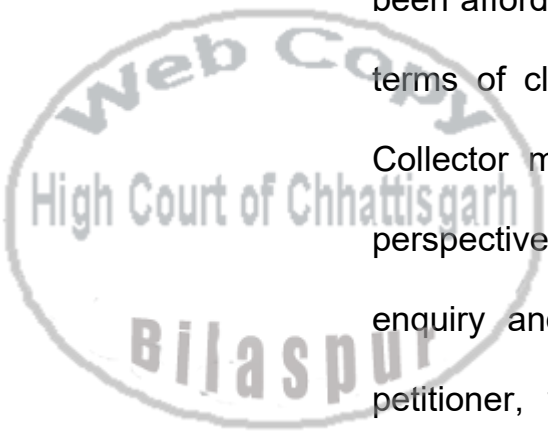 been afford
terms of cl
Collector m
perspective
enquiry and
petitioner,
Web Copy
High Court of Chhattisgarh
Bilaspur